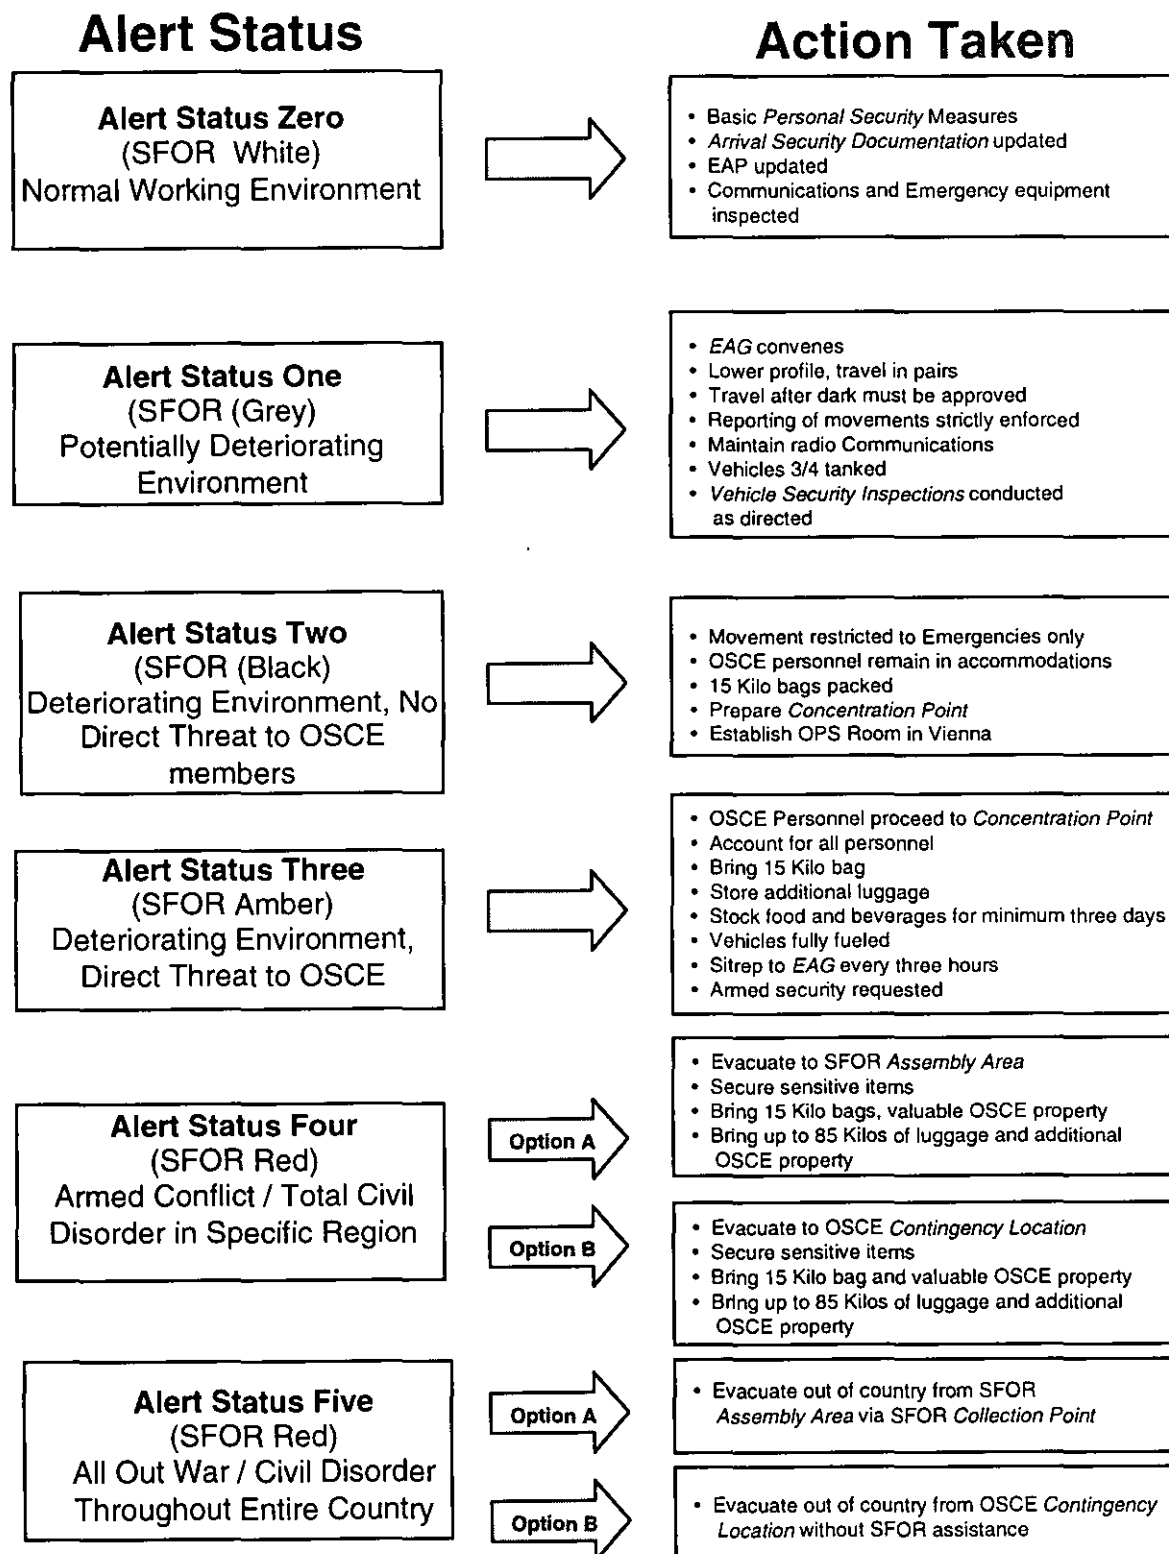 Alert Status
Action Taken
Alert Status Zero
(SFOR White)
Normal Working Environment
• Basic Personal Security Measures
• Arrival Security Documentation updated
• EAP updated
• Communications and Emergency equipment
inspected
Alert Status One
(SFOR (Grey)
Potentially Deteriorating
Environment
• EAG convenes
• Lower profile, travel in pairs
• Travel after dark must be approved
• Reporting of movements strictly enforced
• Maintain radio Communications
• Vehicles 3/4 tanked
• Vehicle Security Inspections conducted
as directed
Alert Status Two
(SFOR (Black)
Deteriorating Environment, No
Direct Threat to OSCE
members
• Movement restricted to Emergencies only
• OSCE personnel remain in accommodations
• 15 Kilo bags packed
• Prepare Concentration Point
• Establish OPS Room in Vienna
Alert Status Three
(SFOR Amber)
Deteriorating Environment,
Direct Threat to OSCE
• OSCE Personnel proceed to Concentration Point
• Account for all personnel
• Bring 15 Kilo bag
• Store additional luggage
• Stock food and beverages for minimum three days
• Vehicles fully fueled
• Sitrep to EAG every three hours
• Armed security requested
Alert Status Four
(SFOR Red)
Armed Conflict / Total Civil
Disorder in Specific Region
Option A
• Evacuate to SFOR Assembly Area
• Secure sensitive items
• Bring 15 Kilo bags, valuable OSCE property
• Bring up to 85 Kilos of luggage and additional
OSCE property
Option B
• Evacuate to OSCE Contingency Location
• Secure sensitive items
• Bring 15 Kilo bag and valuable OSCE property
• Bring up to 85 Kilos of luggage and additional
OSCE property
Alert Status Five
(SFOR Red)
All Out War / Civil Disorder
Throughout Entire Country
Option A
• Evacuate out of country from SFOR
Assembly Area via SFOR Collection Point
Option B
• Evacuate out of country from OSCE Contingency
Location without SFOR assistance